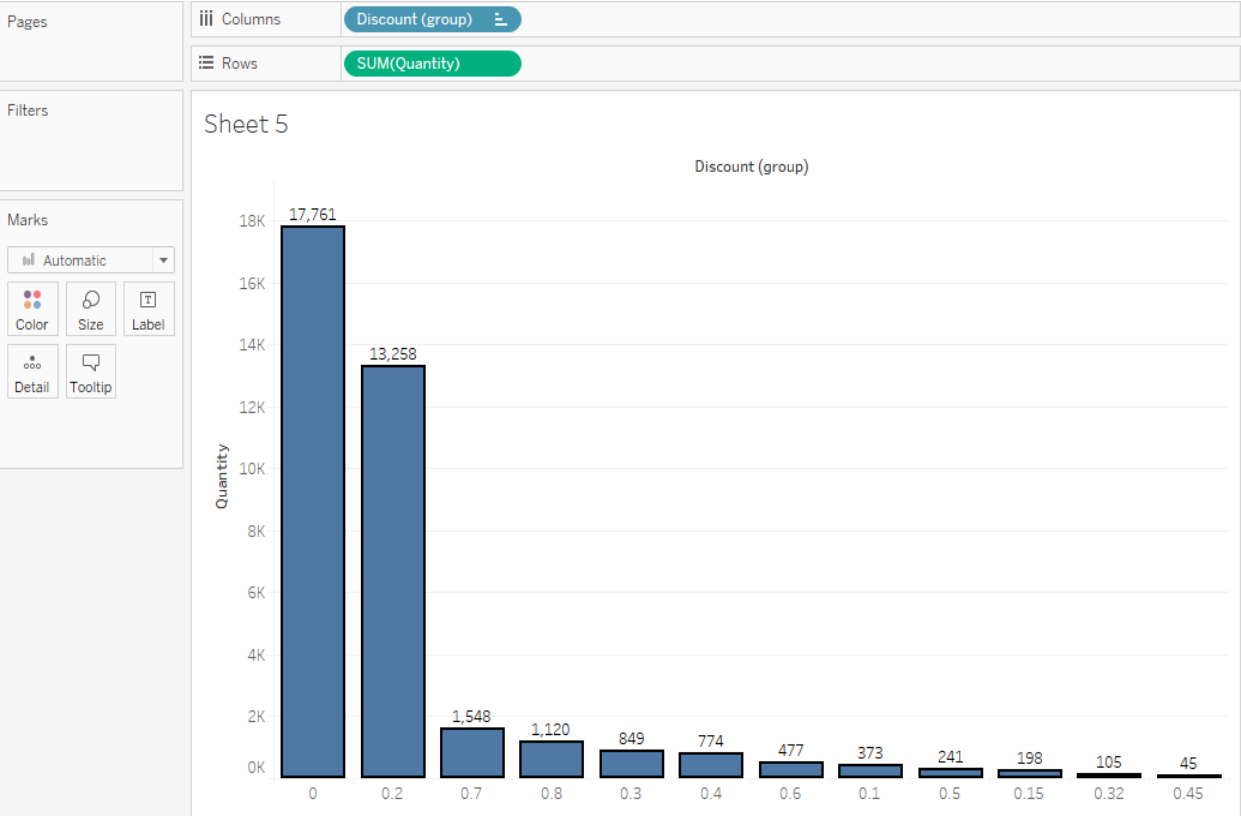 Pages
Columns
Discount (group)
Rows
SUM(Quantity)
Filters
Marks
Automatic
Color
Size
Label
Detail
Tooltip
Sheet 5
Discount (group)
Quantity
18K
16K
14K
12K
10K
8K
6K
4K
2K
0K
17,761
13,258
1,548
1,120
849
774
477
373
241
198
105
45
0
0.2
0.7
0.8
0.3
0.4
0.6
0.1
0.5
0.15
0.32
0.45